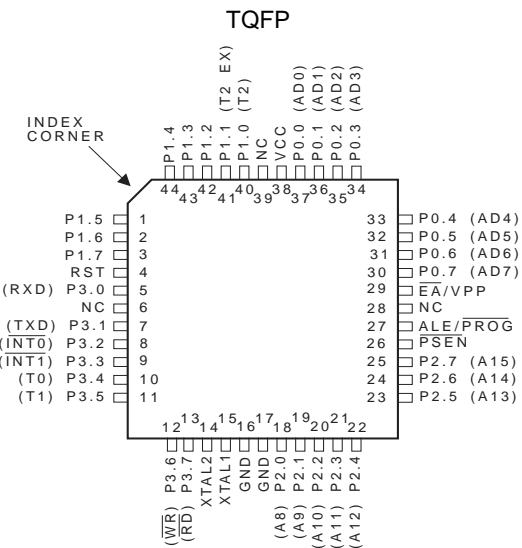 TQFP
INDEX
CORNER
P1.4
P1.3
P1.2
P1.1 (T2 EX)
P1.0 (T2)
NC
VCC
P0.0 (AD0)
P0.1 (AD1)
P0.2 (AD2)
P0.3 (AD3)
44 43 42 41 40 39 38 37 36 35 34
P1.5 1
P1.6 2
P1.7 3
RST 4
(RXD) P3.0 5
NC 6
(TXD) P3.1 7
(INT0) P3.2 8
(INT1) P3.3 9
(T0) P3.4 10
(T1) P3.5 11
33 P0.4 (AD4)
32 P0.5 (AD5)
31 P0.6 (AD6)
30 P0.7 (AD7)
29 EA/VPP
28 NC
27 ALE/PROG
26 PSEN
25 P2.7 (A15)
24 P2.6 (A14)
23 P2.5 (A13)
12 13 14 15 16 17 18 19 20 21 22
(WR) P3.6
(RD) P3.7
XTAL2
XTAL1
GND
GND
(A8) P2.0
(A9) P2.1
(A10) P2.2
(A11) P2.3
(A12) P2.4